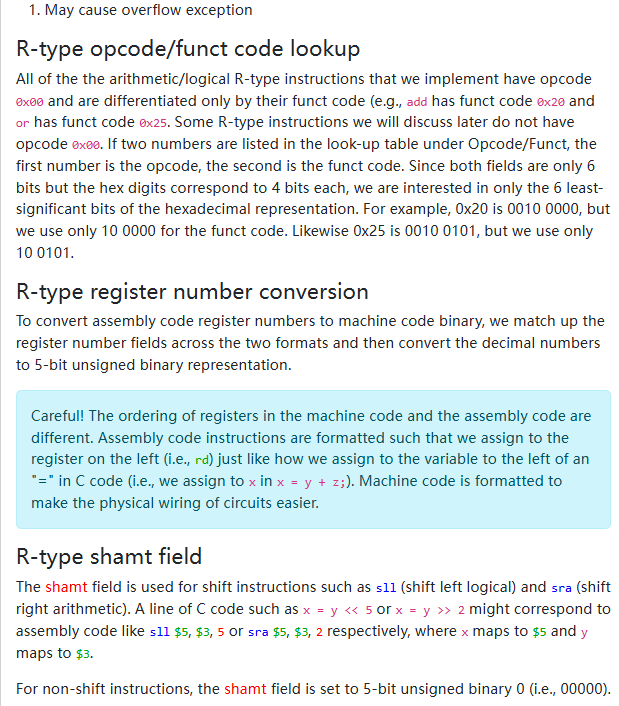 1. May cause overflow exception
R-type opcode/funct code lookup
All of the the arithmetic/logical R-type instructions that we implement have opcode
0x00 and are differentiated only by their funct code (e.g., add has funct code 0x20 and
or has funct code 0x25. Some R-type instructions we will discuss later do not have
opcode 0x00. If two numbers are listed in the look-up table under Opcode/Funct, the
first number is the opcode, the second is the funct code. Since both fields are only 6
bits but the hex digits correspond to 4 bits each, we are interested in only the 6 least-
significant bits of the hexadecimal representation. For example, 0x20 is 0010 0000, but
we use only 10 0000 for the funct code. Likewise 0x25 is 0010 0101, but we use only
10 0101.
R-type register number conversion
To convert assembly code register numbers to machine code binary, we match up the
register number fields across the two formats and then convert the decimal numbers
to 5-bit unsigned binary representation.
Careful! The ordering of registers in the machine code and the assembly code are
different. Assembly code instructions are formatted such that we assign to the
register on the left (i.e., rd) just like how we assign to the variable to the left of an
"=" in C code (i.e., we assign to x in x = y + z;). Machine code is formatted to
make the physical wiring of circuits easier.
R-type shamt field
The shamt field is used for shift instructions such as sll (shift left logical) and sra (shift
right arithmetic). A line of C code such as x = y << 5 or x = y >> 2 might correspond to
assembly code like sll $5, $3, 5 or sra $5, $3, 2 respectively, where x maps to $5 and y
maps to $3.
For non-shift instructions, the shamt field is set to 5-bit unsigned binary 0 (i.e., 00000).